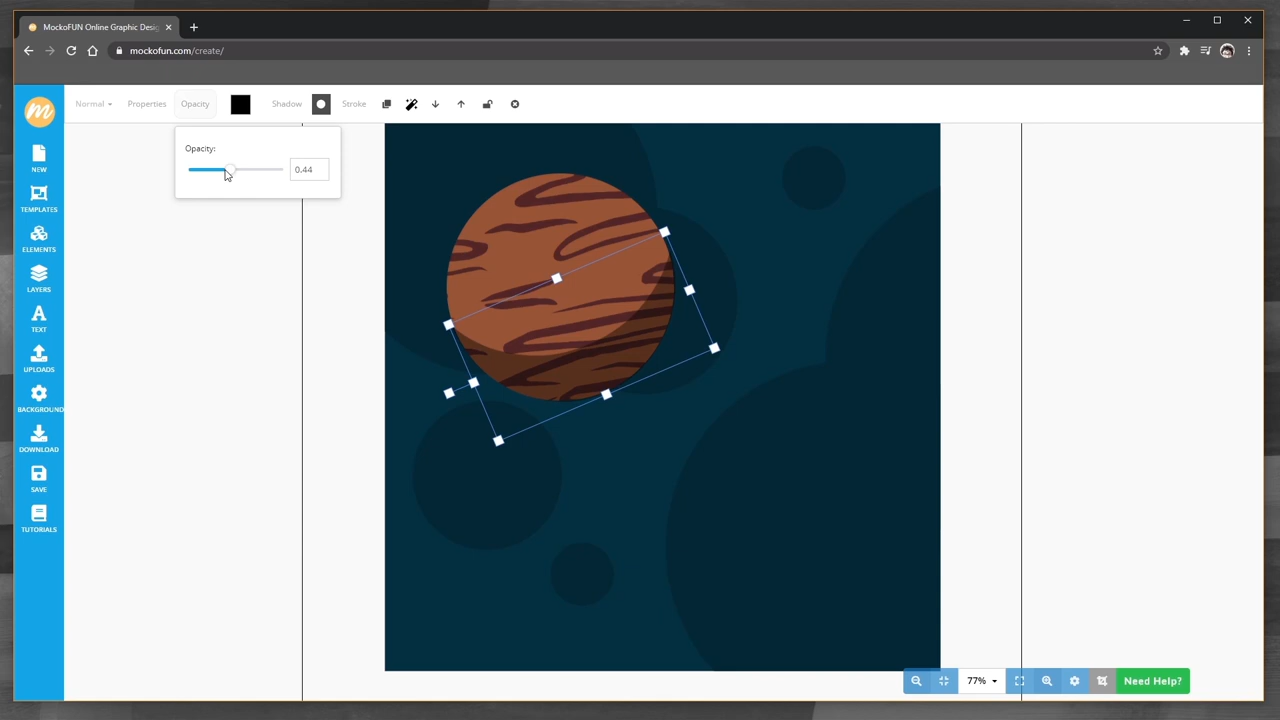 MockoFUN Online Graphic Desig
mockofun.com/create/
Normal Properties Opacity Shadow Stroke
Opacity:
0.44
NEW
TEMPLATES
ELEMENTS
LAYERS
TEXT
UPLOADS
BACKGROUND
DOWNLOAD
SAVE
TUTORIALS
77% Need Help?